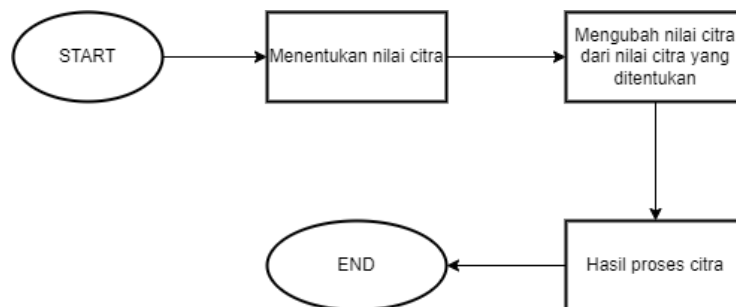 START
Menentukan nilai citra
Mengubah nilai citra
dari nilai citra yang
ditentukan
END
Hasil proses citra